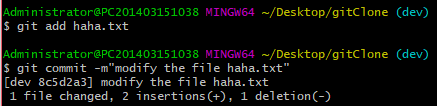 Administrator@PC201403151038 MINGW64 ~/Desktop/gitClone (dev)
$ git add haha.txt
Administrator@PC201403151038 MINGW64 ~/Desktop/gitClone (dev)
$ git commit -m"modify the file haha.txt"
[dev 8c5d2a3] modify the file haha.txt
1 file changed, 2 insertions(+), 1 deletion(-)